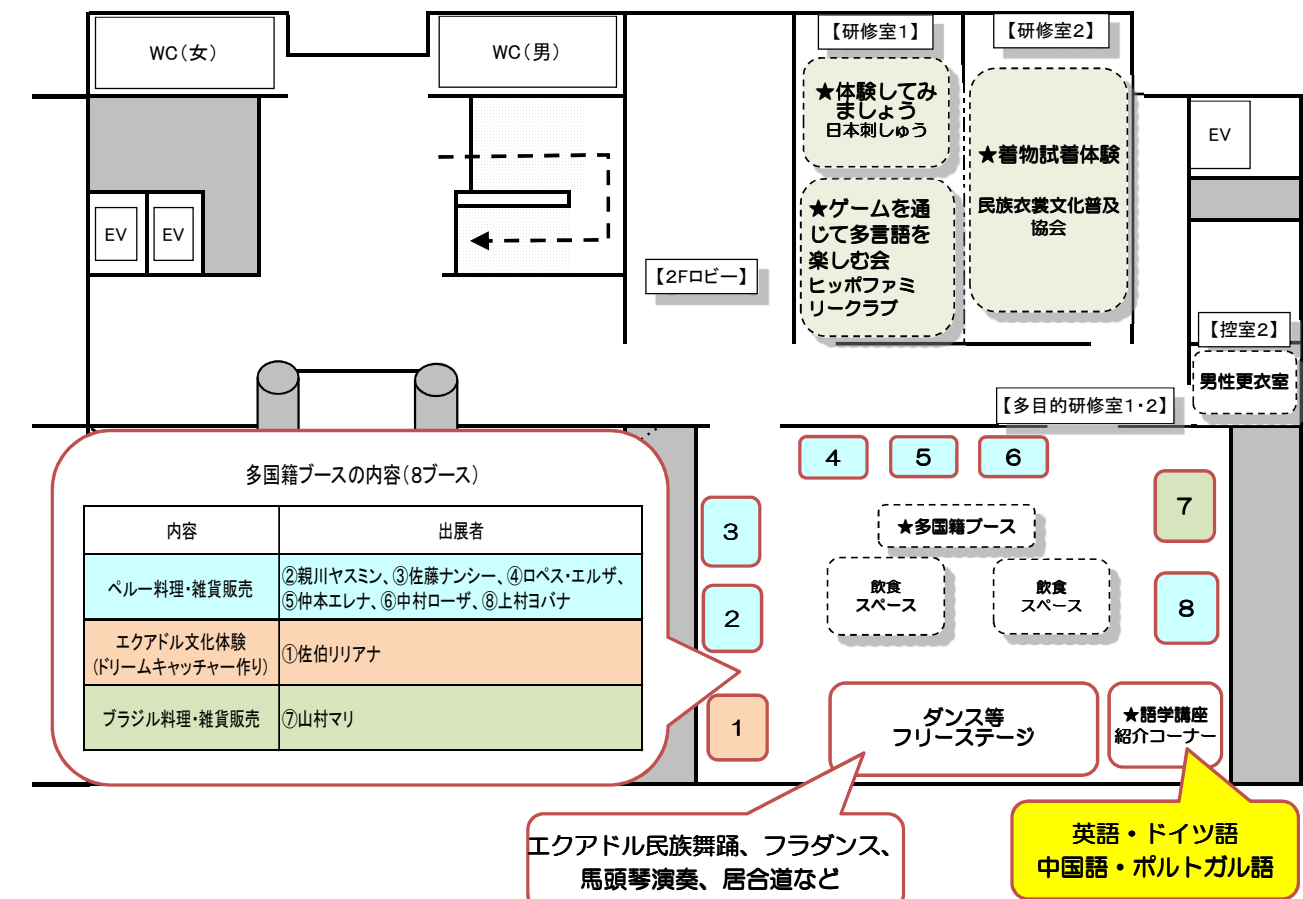 WC(女)
WC(男)
【研修室1】
【研修室2】
★体験してみ
ましょう
日本刺しゅう
★着物試着体験
民族衣裳文化普及
協会
EV
EV
EV
★ゲームを通
じて多言語を
楽しむ会
ヒッポファミ
リークラブ
【2Fロビー】
【控室2】
男性更衣室
【多目的研修室1・2】
多国籍ブースの内容(8ブース)
内容
出展者
ペルー料理・雑貨販売
②親川ヤスミン、③佐藤ナンシー、④ロペス・エルザ、
⑤仲本エレナ、⑥中村ローザ、⑧上村ヨバナ
エクアドル文化体験
(ドリームキャッチャー作り)
①佐伯リリアナ
ブラジル料理・雑貨販売
⑦山村マリ
4
5
6
7
3
★多国籍ブース
飲食
スペース
飲食
スペース
2
8
1
ダンス等
フリーステージ
★語学講座
紹介コーナー
エクアドル民族舞踊、フラダンス、
馬頭琴演奏、居合道など
英語・ドイツ語
中国語・ポルトガル語